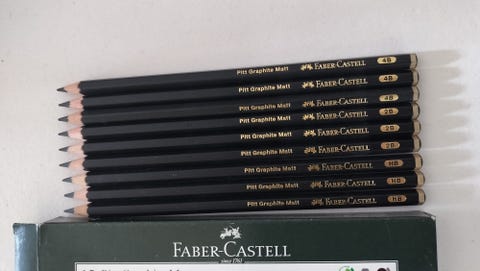 Pitt Graphite Matt FABER-CASTELL 4B
Pitt Graphite Matt FABER-CASTELL 4B
Pitt Graphite Matt FABER-CASTELL 4B
Pitt Graphite Matt FABER-CASTELL 2B
Pitt Graphite Matt FABER-CASTELL 2B
Pitt Graphite Matt FABER-CASTELL 2B
Pitt Graphite Matt FABER-CASTELL HB
Pitt Graphite Matt FABER-CASTELL HB
Pitt Graphite Matt FABER-CASTELL HB
FABER-CASTELL
since 1761